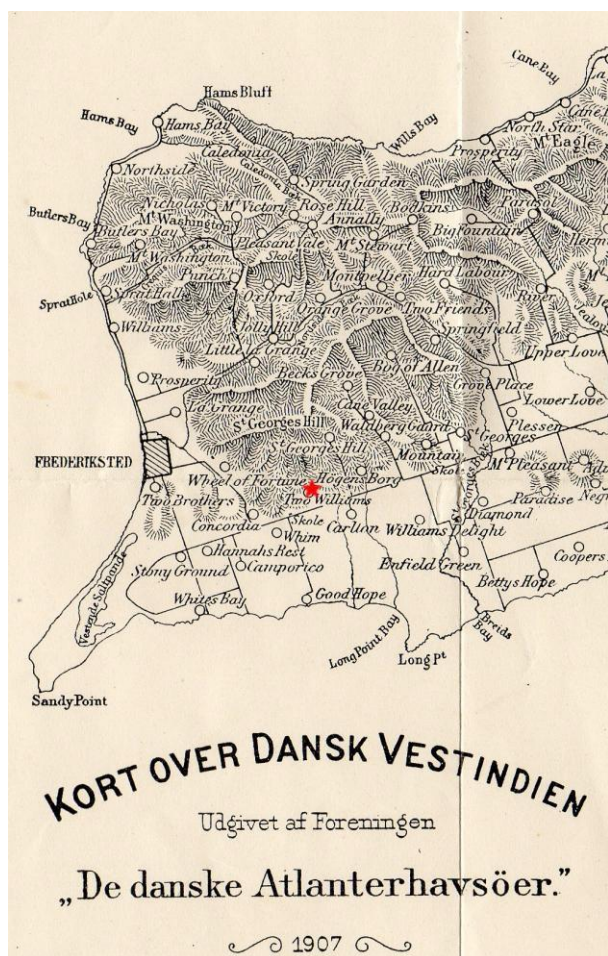 Hams Bluff
Cane Bay
Hams Bay
Hams Bay
Wills Bay
North Star
Prosperity
Mt Eagle
Caledonia
Northside
Spring Garden
Nicholas
Mt Victory
Rose Hill
Annally
Bodkins
Parasol
Butlers Bay
Butlers Bay
Mt Washington
Pleasant Vale
Skole
Mt Stewart
Big Fountain
Mt Washington
Punch
Montpellier
Hard Labour
Sprat Hole
Sprat Hall
Oxford
Orange Grove
Two Friends
River
Williams
Jolly Hill
Springfield
Little Grange
Upper Love
Prosperity
Becks Grove
Bog of Allen
Grove Place
Lower Love
La Grange
Cane Valley
Plessen
St Georges Hill
Waldberg Gaard
St Georges
St Georges Hill
Mountain
FREDERIKSTED
Wheel of Fortune
Högens Borg
Skole
Mt Pleasant
Two Brothers
Two Williams
Paradise
Concordia
Skole
Carlton
Williams Delight
Diamond
Whim
Hannahs Rest
Stony Ground
Camporico
Enfield Green
Coopers
Bettys Hope
Vestende Saltpande
Whites Bay
Good Hope
Long Point Bay
Long Pt
Breids Bay
Sandy Point
KORT OVER DANSK VESTINDIEN
Udgivet af Foreningen
„De danske Atlanterhavsöer.”
1907